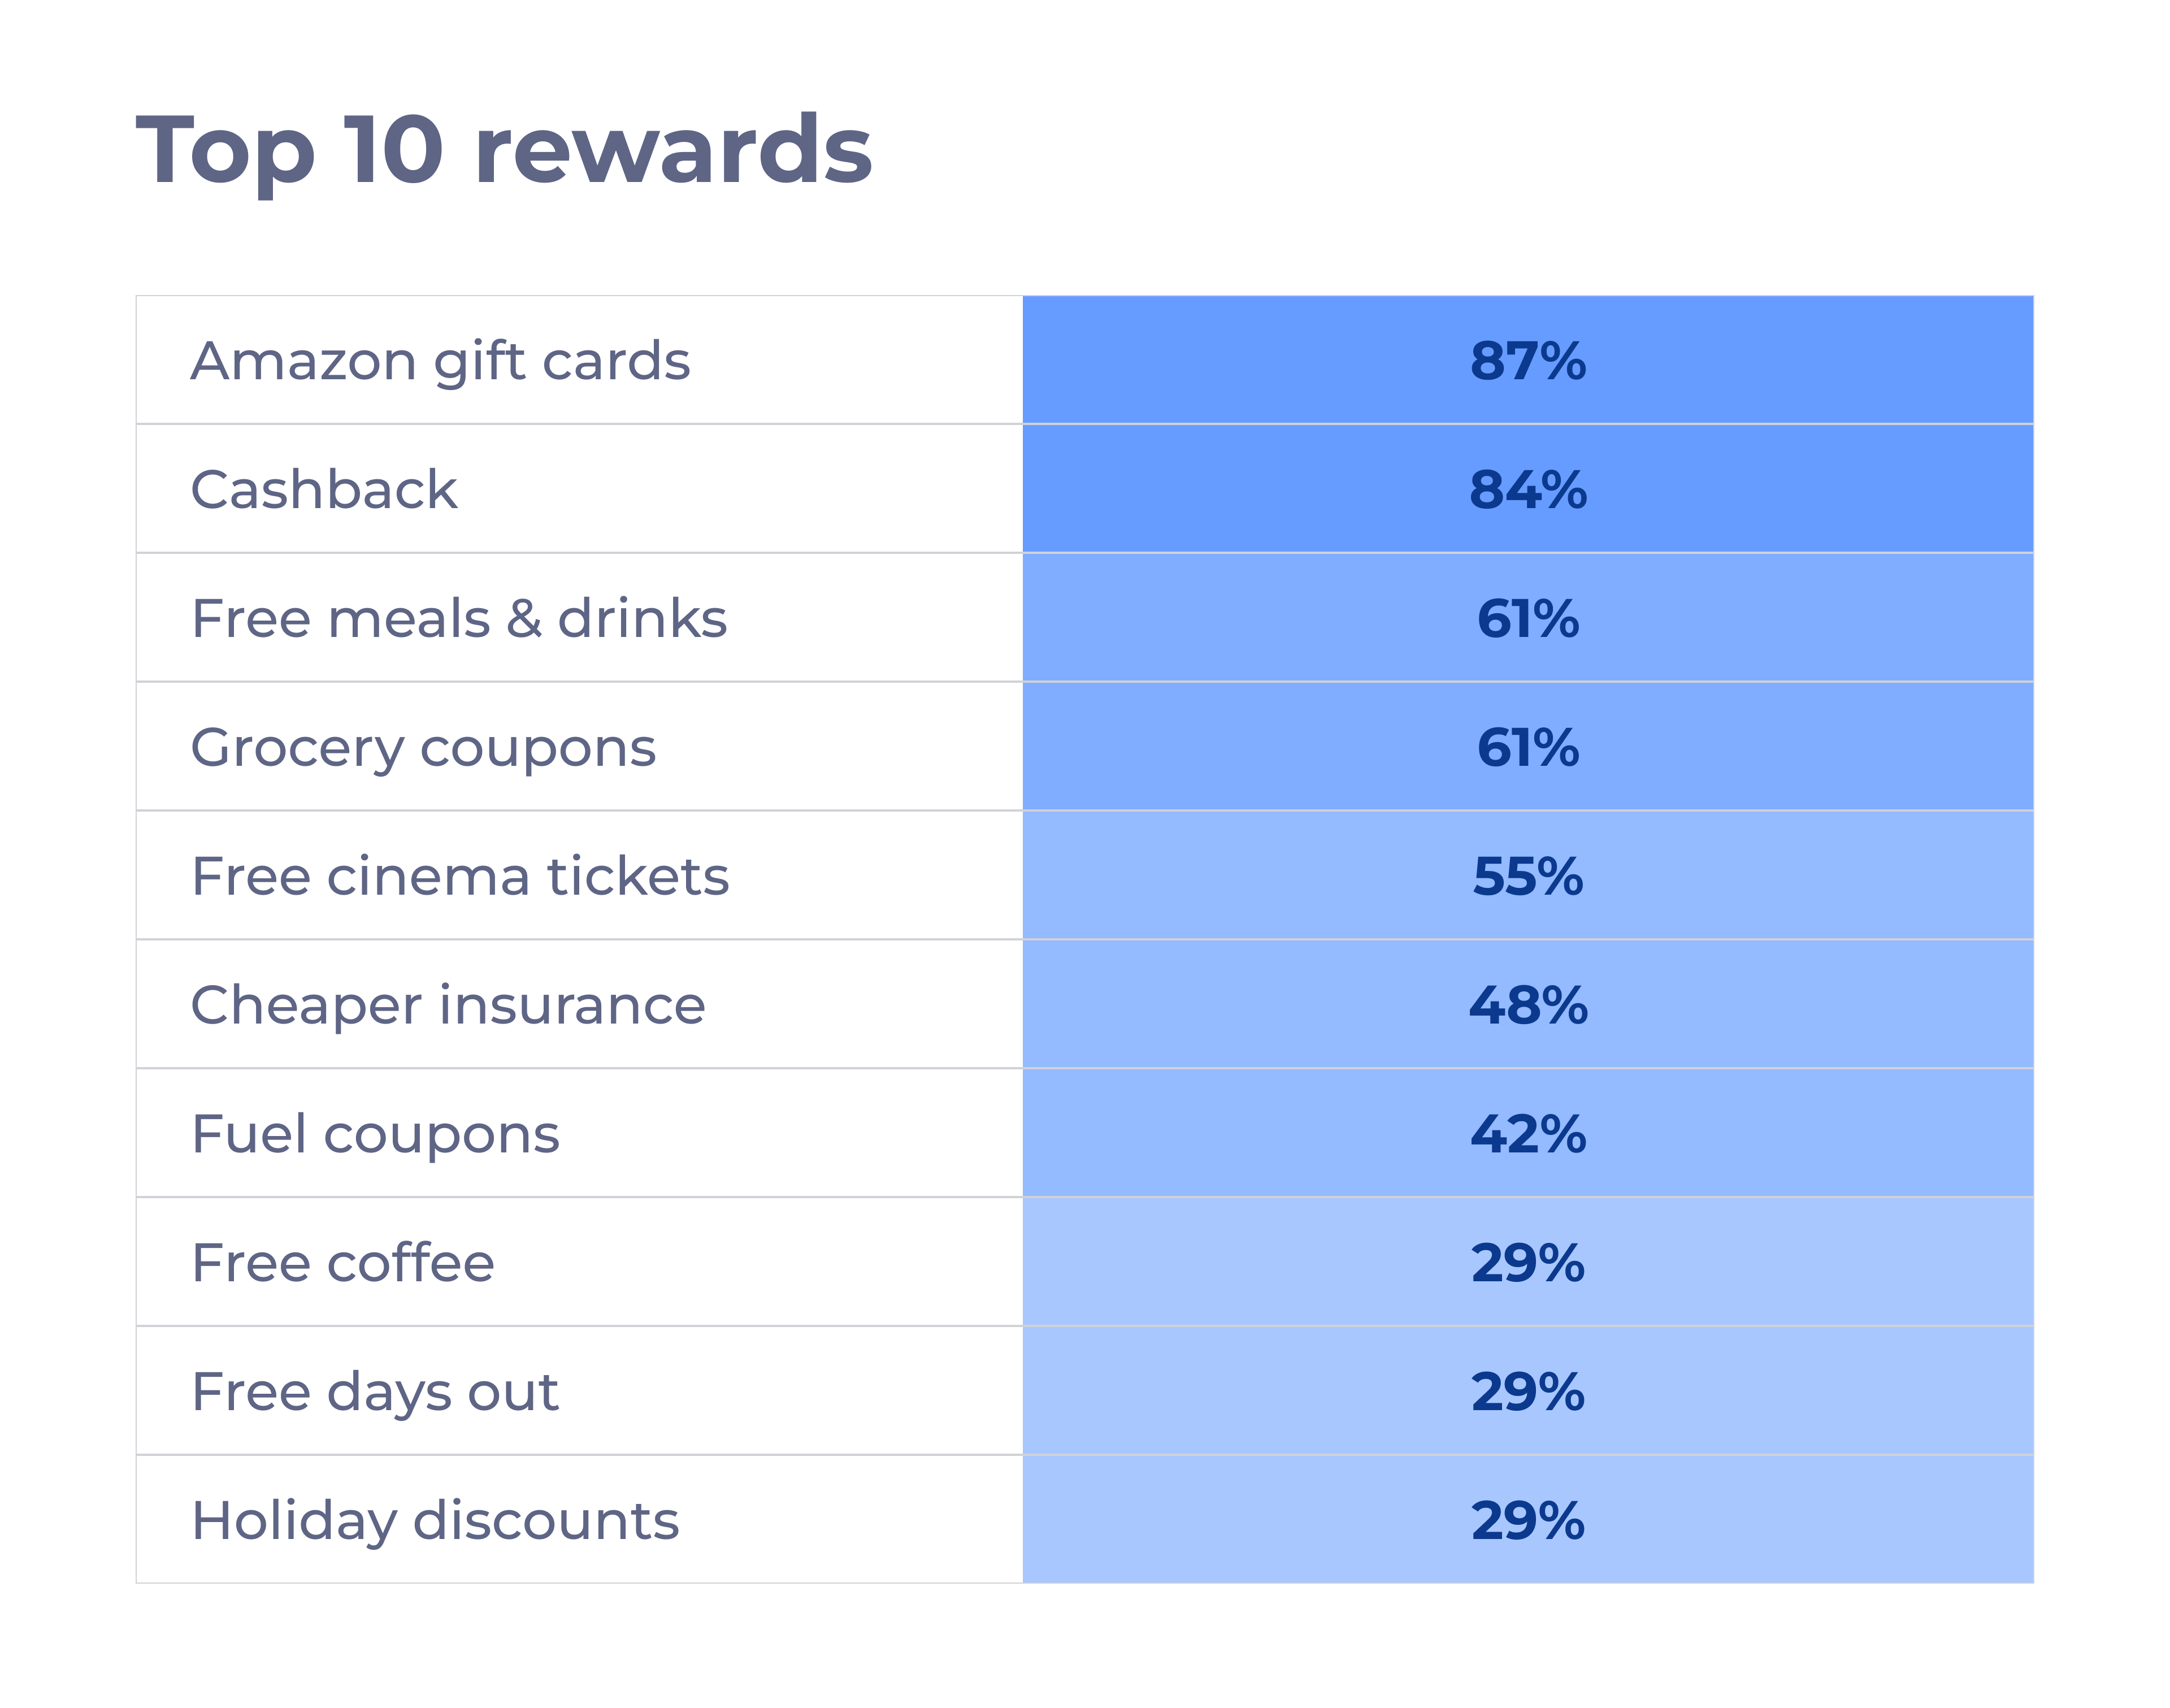 Top 10 rewards
Amazon gift cards 87%
Cashback 84%
Free meals & drinks 61%
Grocery coupons 61%
Free cinema tickets 55%
Cheaper insurance 48%
Fuel coupons 42%
Free coffee 29%
Free days out 29%
Holiday discounts 29%